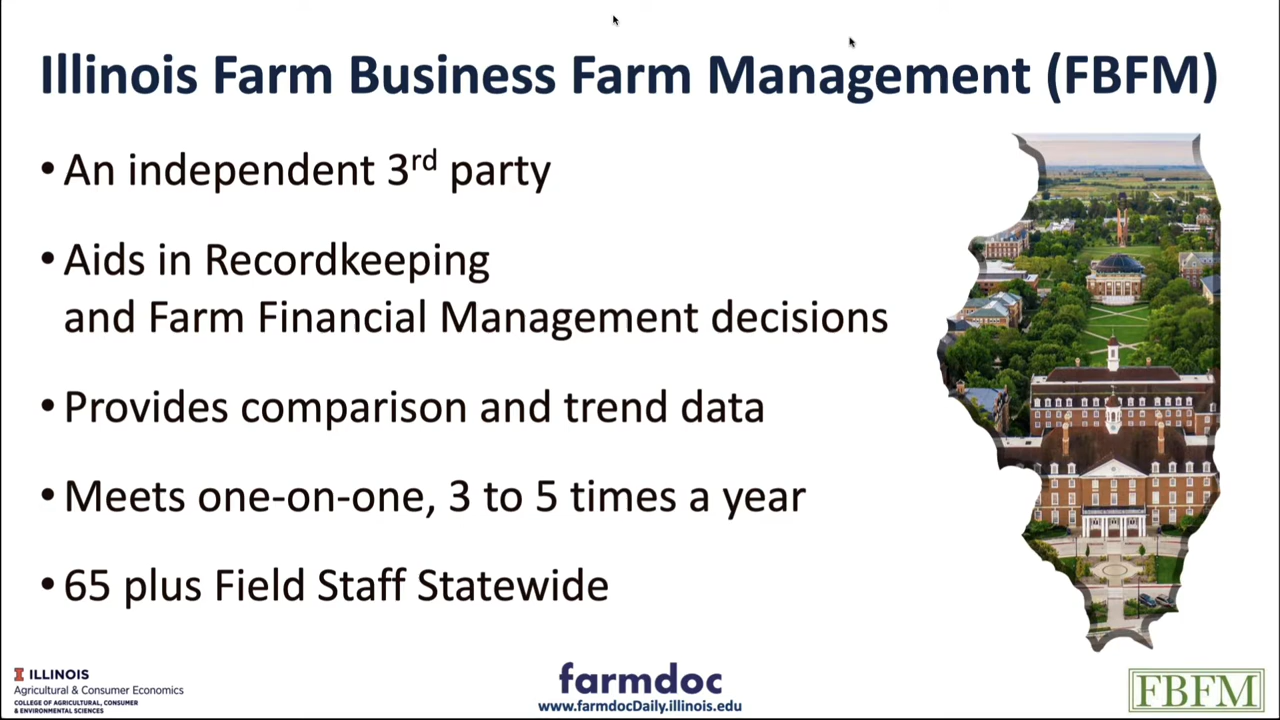 Illinois Farm Business Farm Management (FBFM)
• An independent 3rd party
• Aids in Recordkeeping
and Farm Financial Management decisions
• Provides comparison and trend data
• Meets one-on-one, 3 to 5 times a year
• 65 plus Field Staff Statewide
I ILLINOIS
Agricultural & Consumer Economics
COLLEGE OF AGRICULTURAL, CONSUMER
& ENVIRONMENTAL SCIENCES
farmdoc
www.farmdocDaily.illinois.edu
FBFM